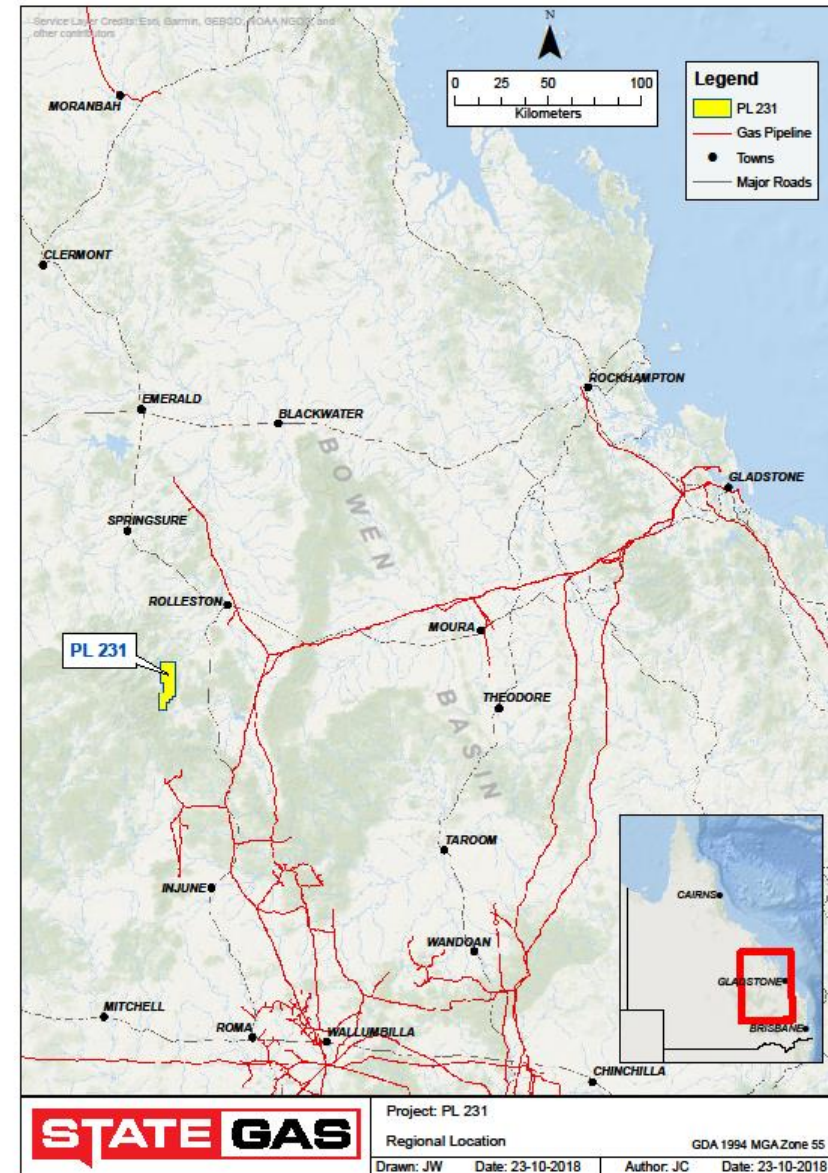 Service Layer Credits: Esri, Garmin, GEBCO, NOAA NGDC, and
other contributors
N
0 25 50 100
Kilometers
Legend
PL 231
Gas Pipeline
Towns
Major Roads
MORANBAH
CLERMONT
ROCKHAMPTON
EMERALD
BLACKWATER
BOWEN
GLADSTONE
SPRINGSURE
ROLLESTON
MOURA
PL 231
THEODORE
BASIN
TAROOM
INJUNE
CAIRNS
WANDOAN
GLADSTONE
MITCHELL
ROMA
WALLUMBILLA
BRISBANE
CHINCHILLA
STATE GAS
Project: PL 231
Regional Location
GDA 1994 MGA Zone 55
Drawn: JW Date: 23-10-2018 Author: JC Date: 23-10-2018